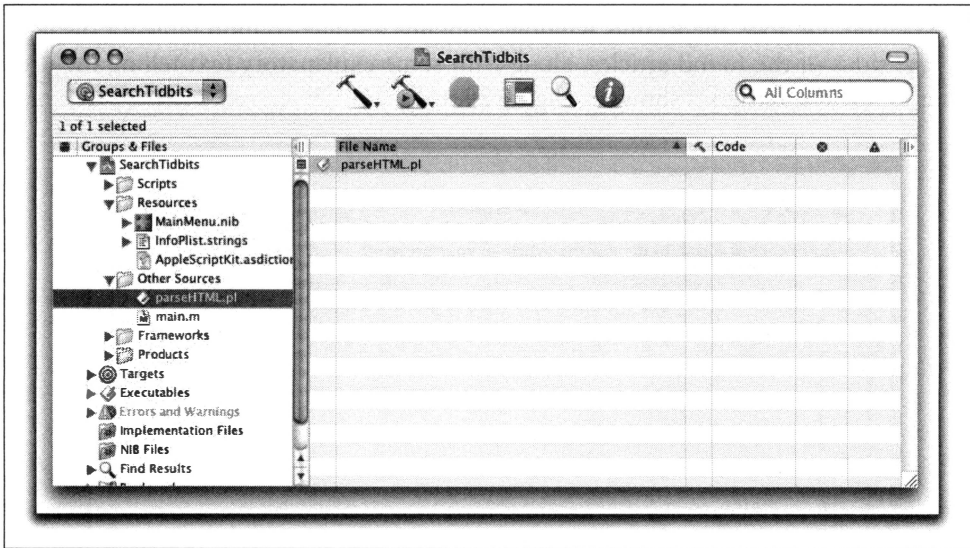 SearchTidbits
SearchTidbits
All Columns
1 of 1 selected
Groups & Files
File Name
Code
SearchTidbits
parseHTML.pl
Scripts
Resources
MainMenu.nib
InfoPlist.strings
AppleScriptKit.asdiction
Other Sources
parseHTML.pl
main.m
Frameworks
Products
Targets
Executables
Errors and Warnings
Implementation Files
NIB Files
Find Results